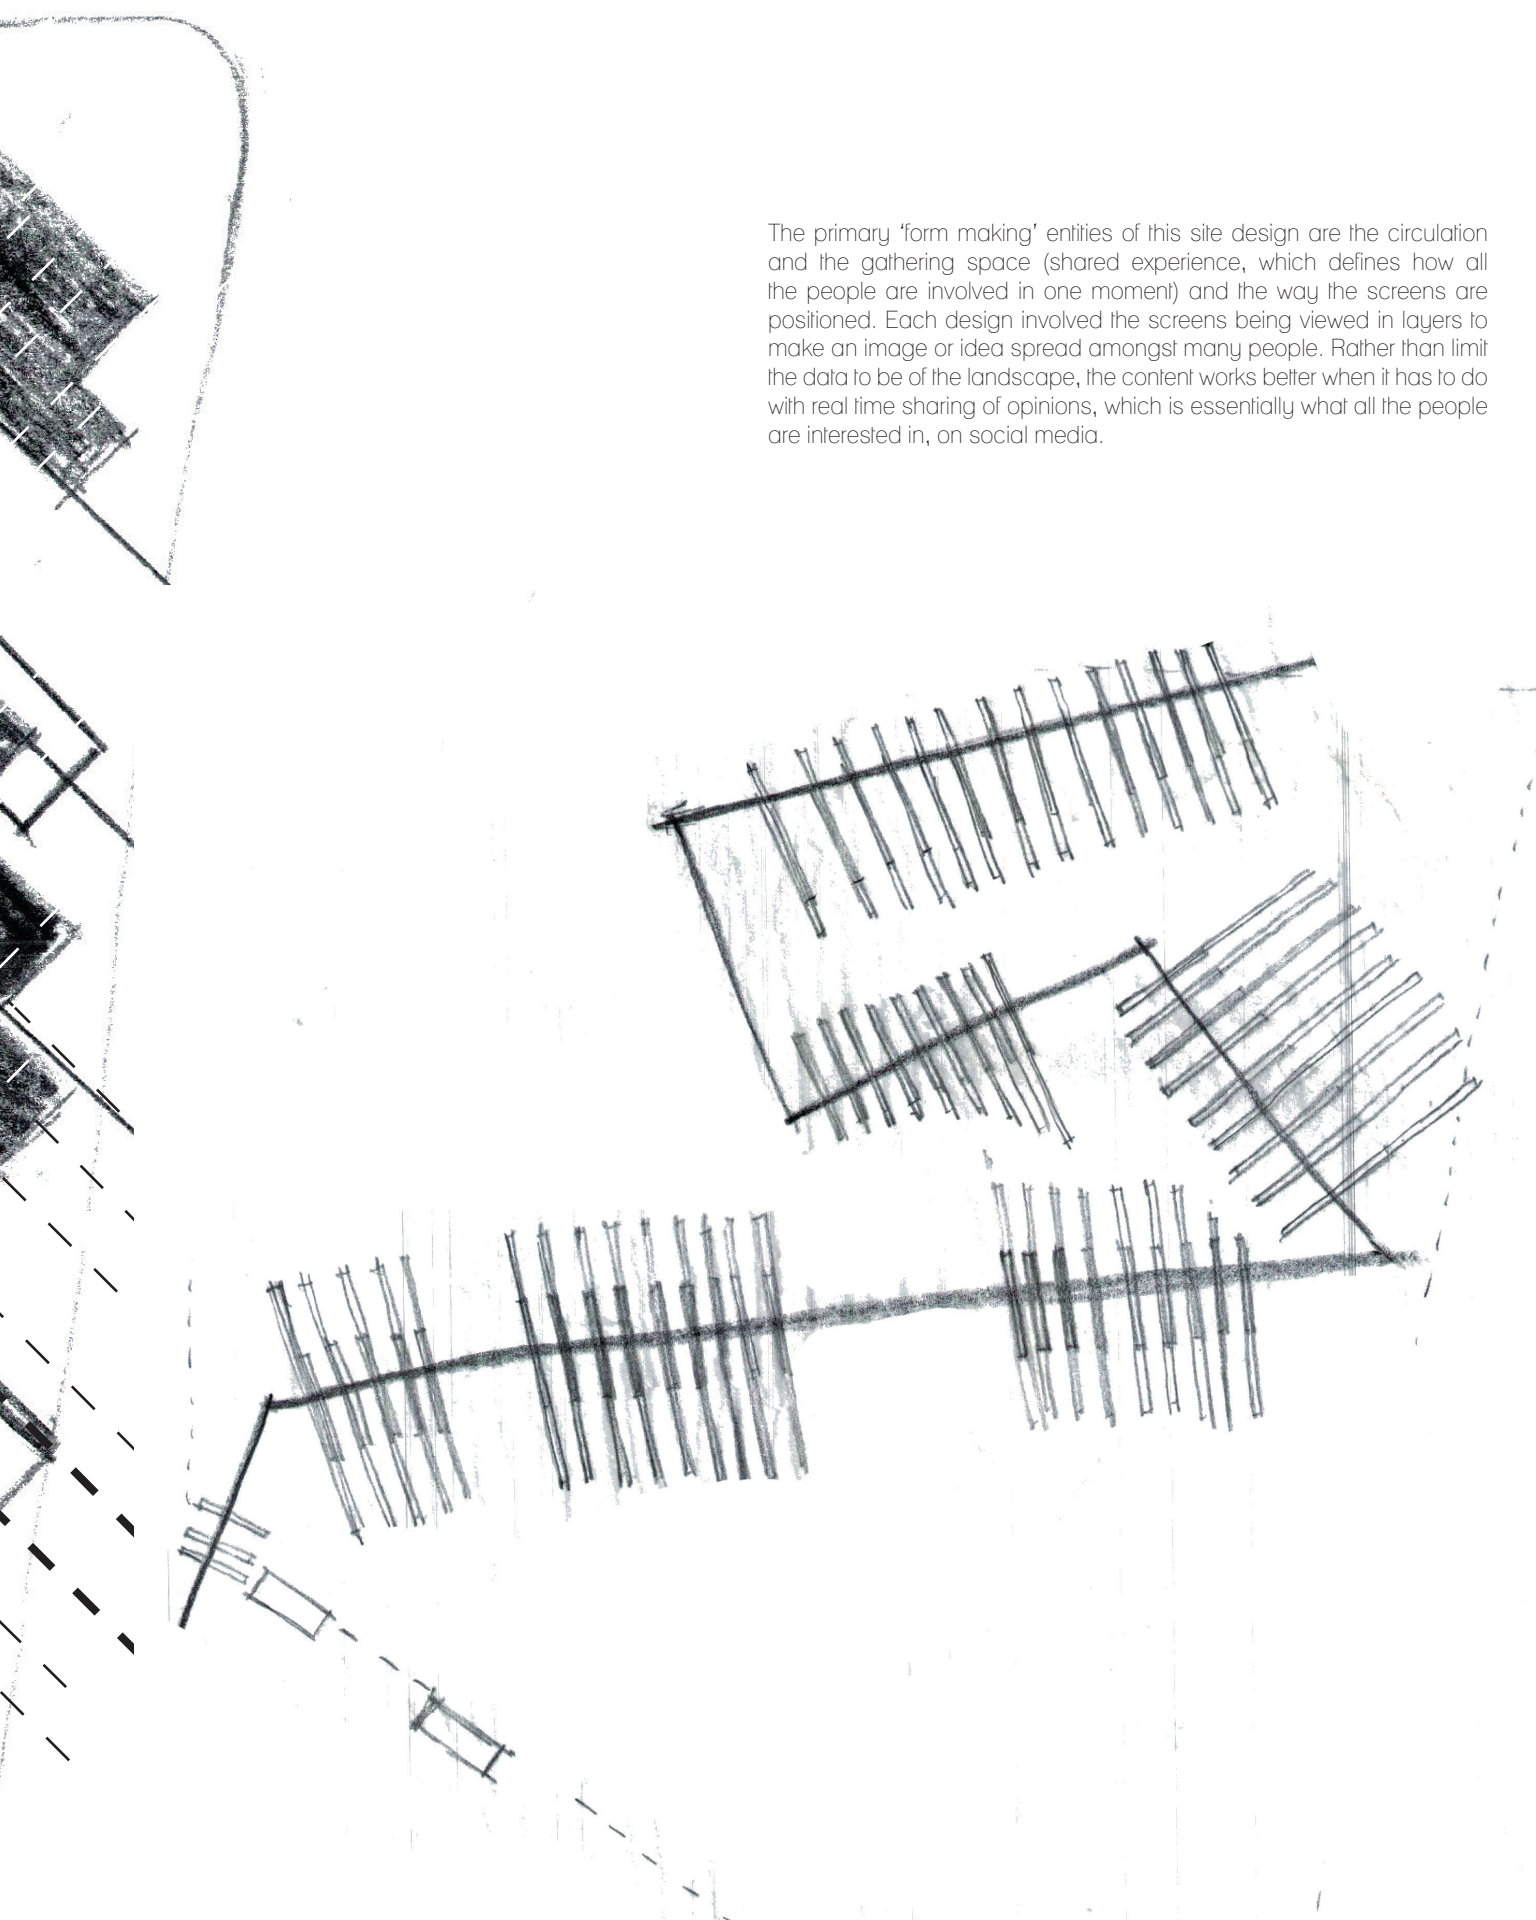 The primary ‘form making’ entities of this site design are the circulation
and the gathering space (shared experience, which defines how all
the people are involved in one moment) and the way the screens are
positioned. Each design involved the screens being viewed in layers to
make an image or idea spread amongst many people. Rather than limit
the data to be of the landscape, the content works better when it has to do
with real time sharing of opinions, which is essentially what all the people
are interested in, on social media.